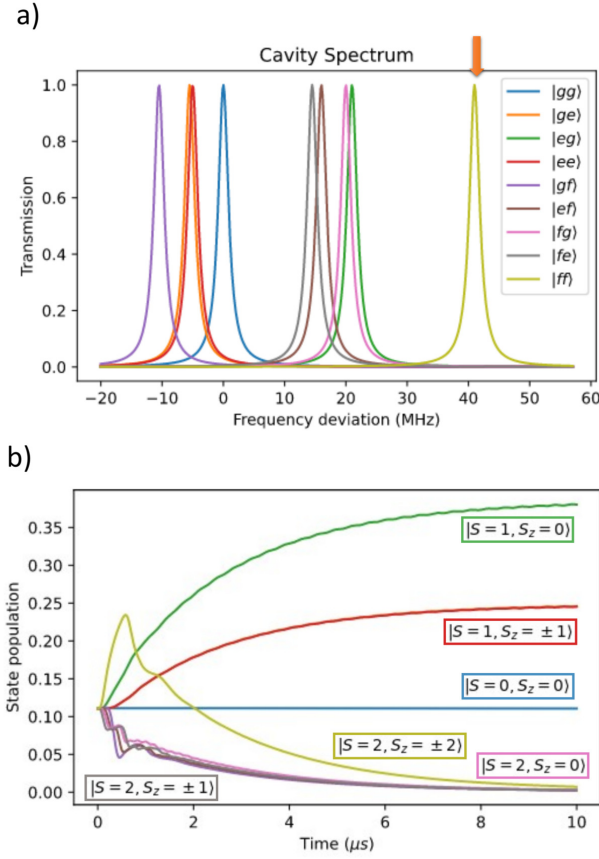 a)
Cavity Spectrum
Transmission
1.0
0.8
0.6
0.4
0.2
0.0
|gg⟩
|ge⟩
|eg⟩
|ee⟩
|gf⟩
|ef⟩
|fg⟩
|fe⟩
|ff⟩
−20 −10 0 10 20 30 40 50 60
Frequency deviation (MHz)
b)
State population
0.35
0.30
0.25
0.20
0.15
0.10
0.05
0.00
|S = 1, S_z = 0⟩
|S = 1, S_z = ±1⟩
|S = 0, S_z = 0⟩
|S = 2, S_z = ±2⟩
|S = 2, S_z = 0⟩
|S = 2, S_z = ±1⟩
0 2 4 6 8 10
Time (μs)